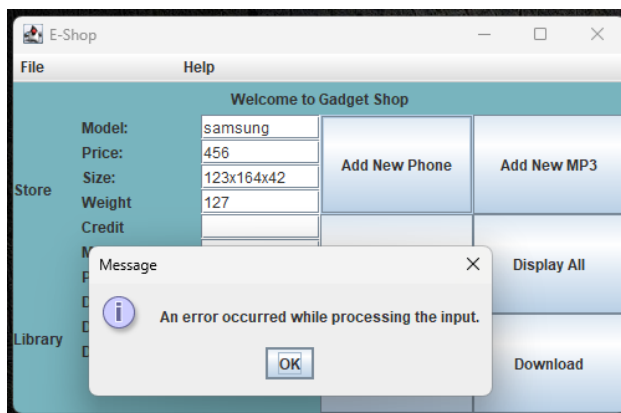 E-Shop
File Help
Welcome to Gadget Shop
Model: samsung
Price: 456
Size: 123x164x42
Weight 127
Credit
Add New Phone
Add New MP3
Store
Message
An error occurred while processing the input.
OK
Display All
Library
Download